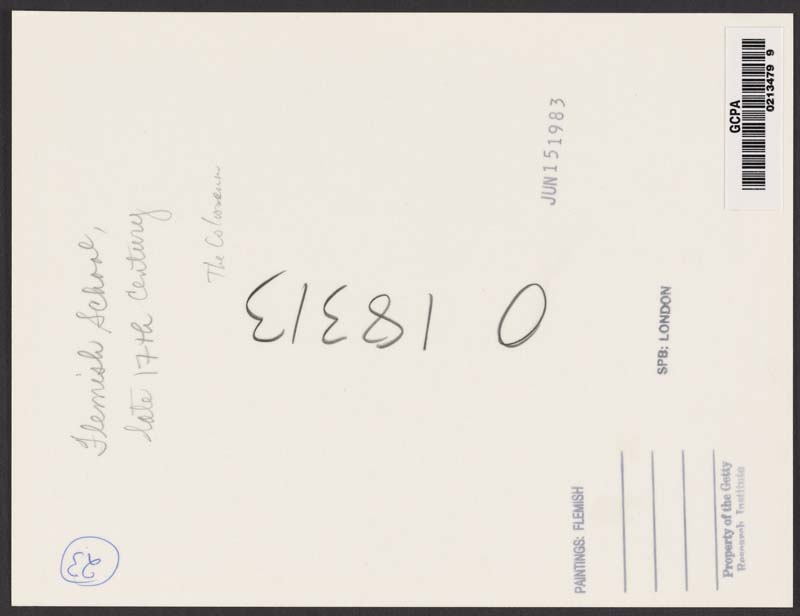 Flemish School,
late 17th Century
The Colosseum
O 18313
JUN 15 1983
GCPA
0213479 9
SPB: LONDON
PAINTINGS: FLEMISH
Property of the Getty
Research Institute
23